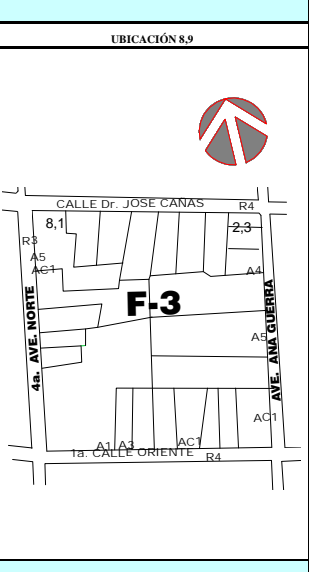 UBICACIÓN 8,9
CALLE Dr. JOSE CAÑAS
R4
8,1
2,3
R3
A5
AC1
A4
4a. AVE. NORTE
F-3
AVE. ANA GUERRA
A5
AC1
A1
A3
AC1
1a. CALLE ORIENTE
R4